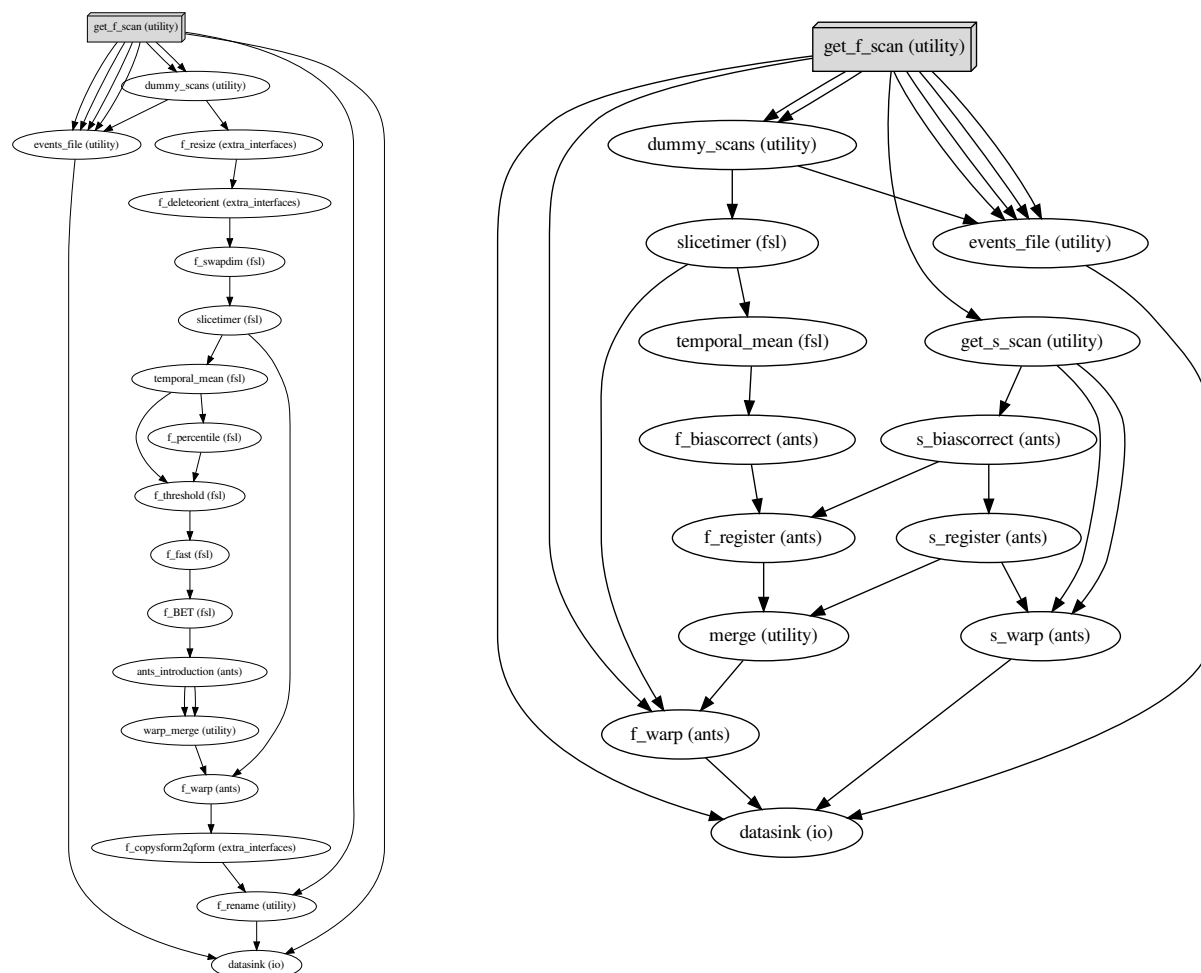 get_f_scan (utility)
dummy_scans (utility)
events_file (utility)
f_resize (extra_interfaces)
f_deleteorient (extra_interfaces)
f_swapdim (fsl)
slicetimer (fsl)
temporal_mean (fsl)
f_percentile (fsl)
f_threshold (fsl)
f_fast (fsl)
f_BET (fsl)
ants_introduction (ants)
warp_merge (utility)
f_warp (ants)
f_copysform2qform (extra_interfaces)
f_rename (utility)
datasink (io)
get_f_scan (utility)
dummy_scans (utility)
slicetimer (fsl)
events_file (utility)
temporal_mean (fsl)
get_s_scan (utility)
f_biascorrect (ants)
s_biascorrect (ants)
f_register (ants)
s_register (ants)
merge (utility)
s_warp (ants)
f_warp (ants)
datasink (io)